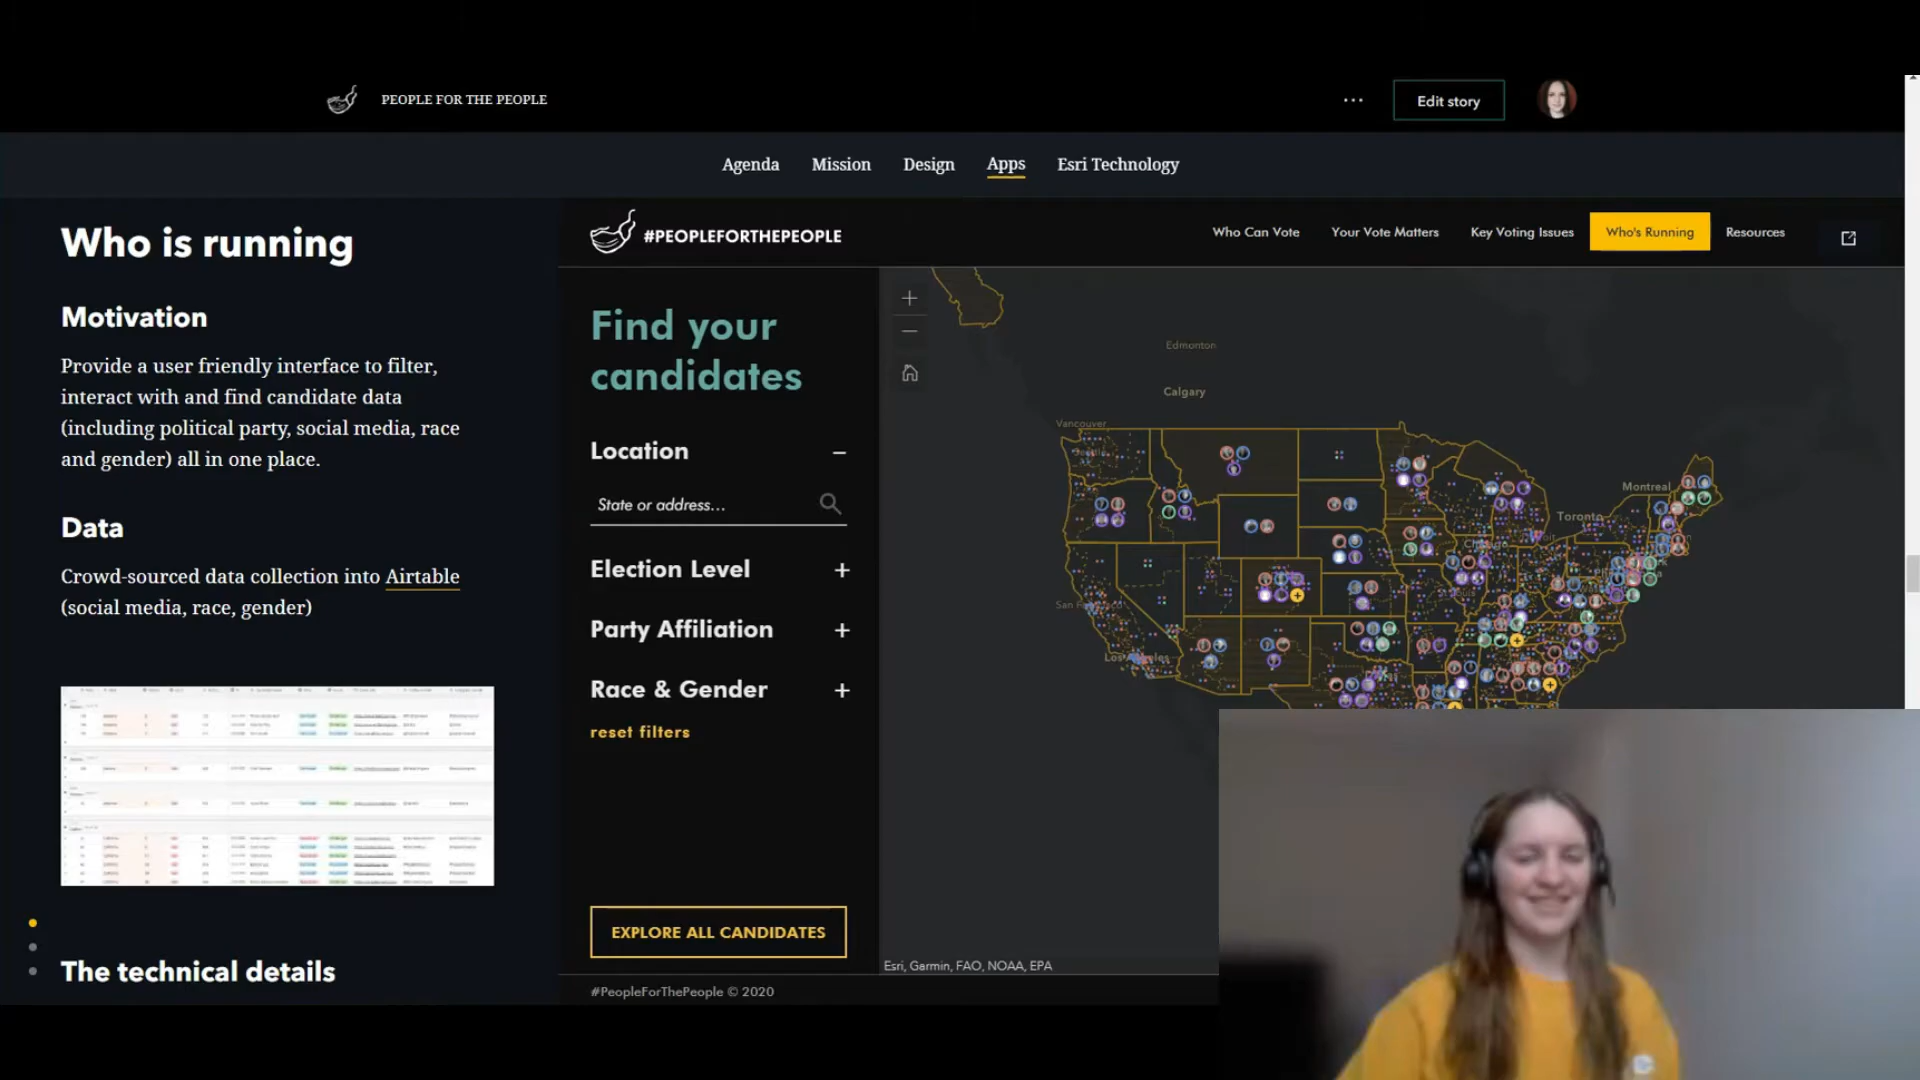 PEOPLE FOR THE PEOPLE
...
Edit story
Agenda Mission Design Apps Esri Technology
Who is running
Motivation
Provide a user friendly interface to filter,
interact with and find candidate data
(including political party, social media, race
and gender) all in one place.
Data
Crowd-sourced data collection into Airtable
(social media, race, gender)
The technical details
#PEOPLEFORTHEPEOPLE
Who Can Vote Your Vote Matters Key Voting Issues Who's Running Resources
Find your
candidates
Location −
State or address...
Election Level +
Party Affiliation +
Race & Gender +
reset filters
EXPLORE ALL CANDIDATES
#PeopleForThePeople © 2020
Edmonton
Calgary
Vancouver
Montreal
Toronto
Esri, Garmin, FAO, NOAA, EPA